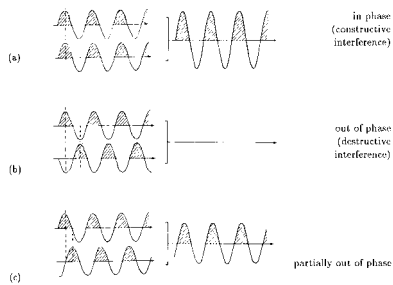 in phase
(constructive
interference)
(a)
out of phase
(destructive
interference)
(b)
partially out of phase
(c)